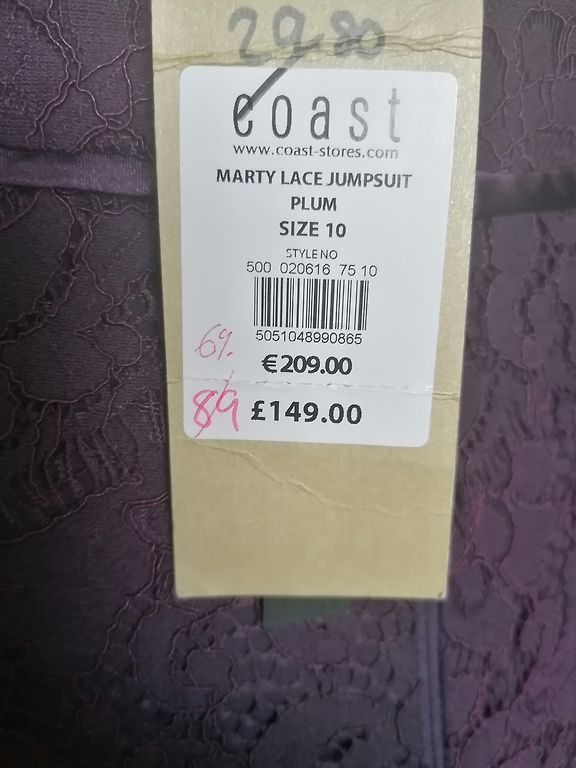 29.80
coast
www.coast-stores.com
MARTY LACE JUMPSUIT
PLUM
SIZE 10
STYLE NO
500 020616 75 10
5051048990865
69.
€209.00
89 £149.00